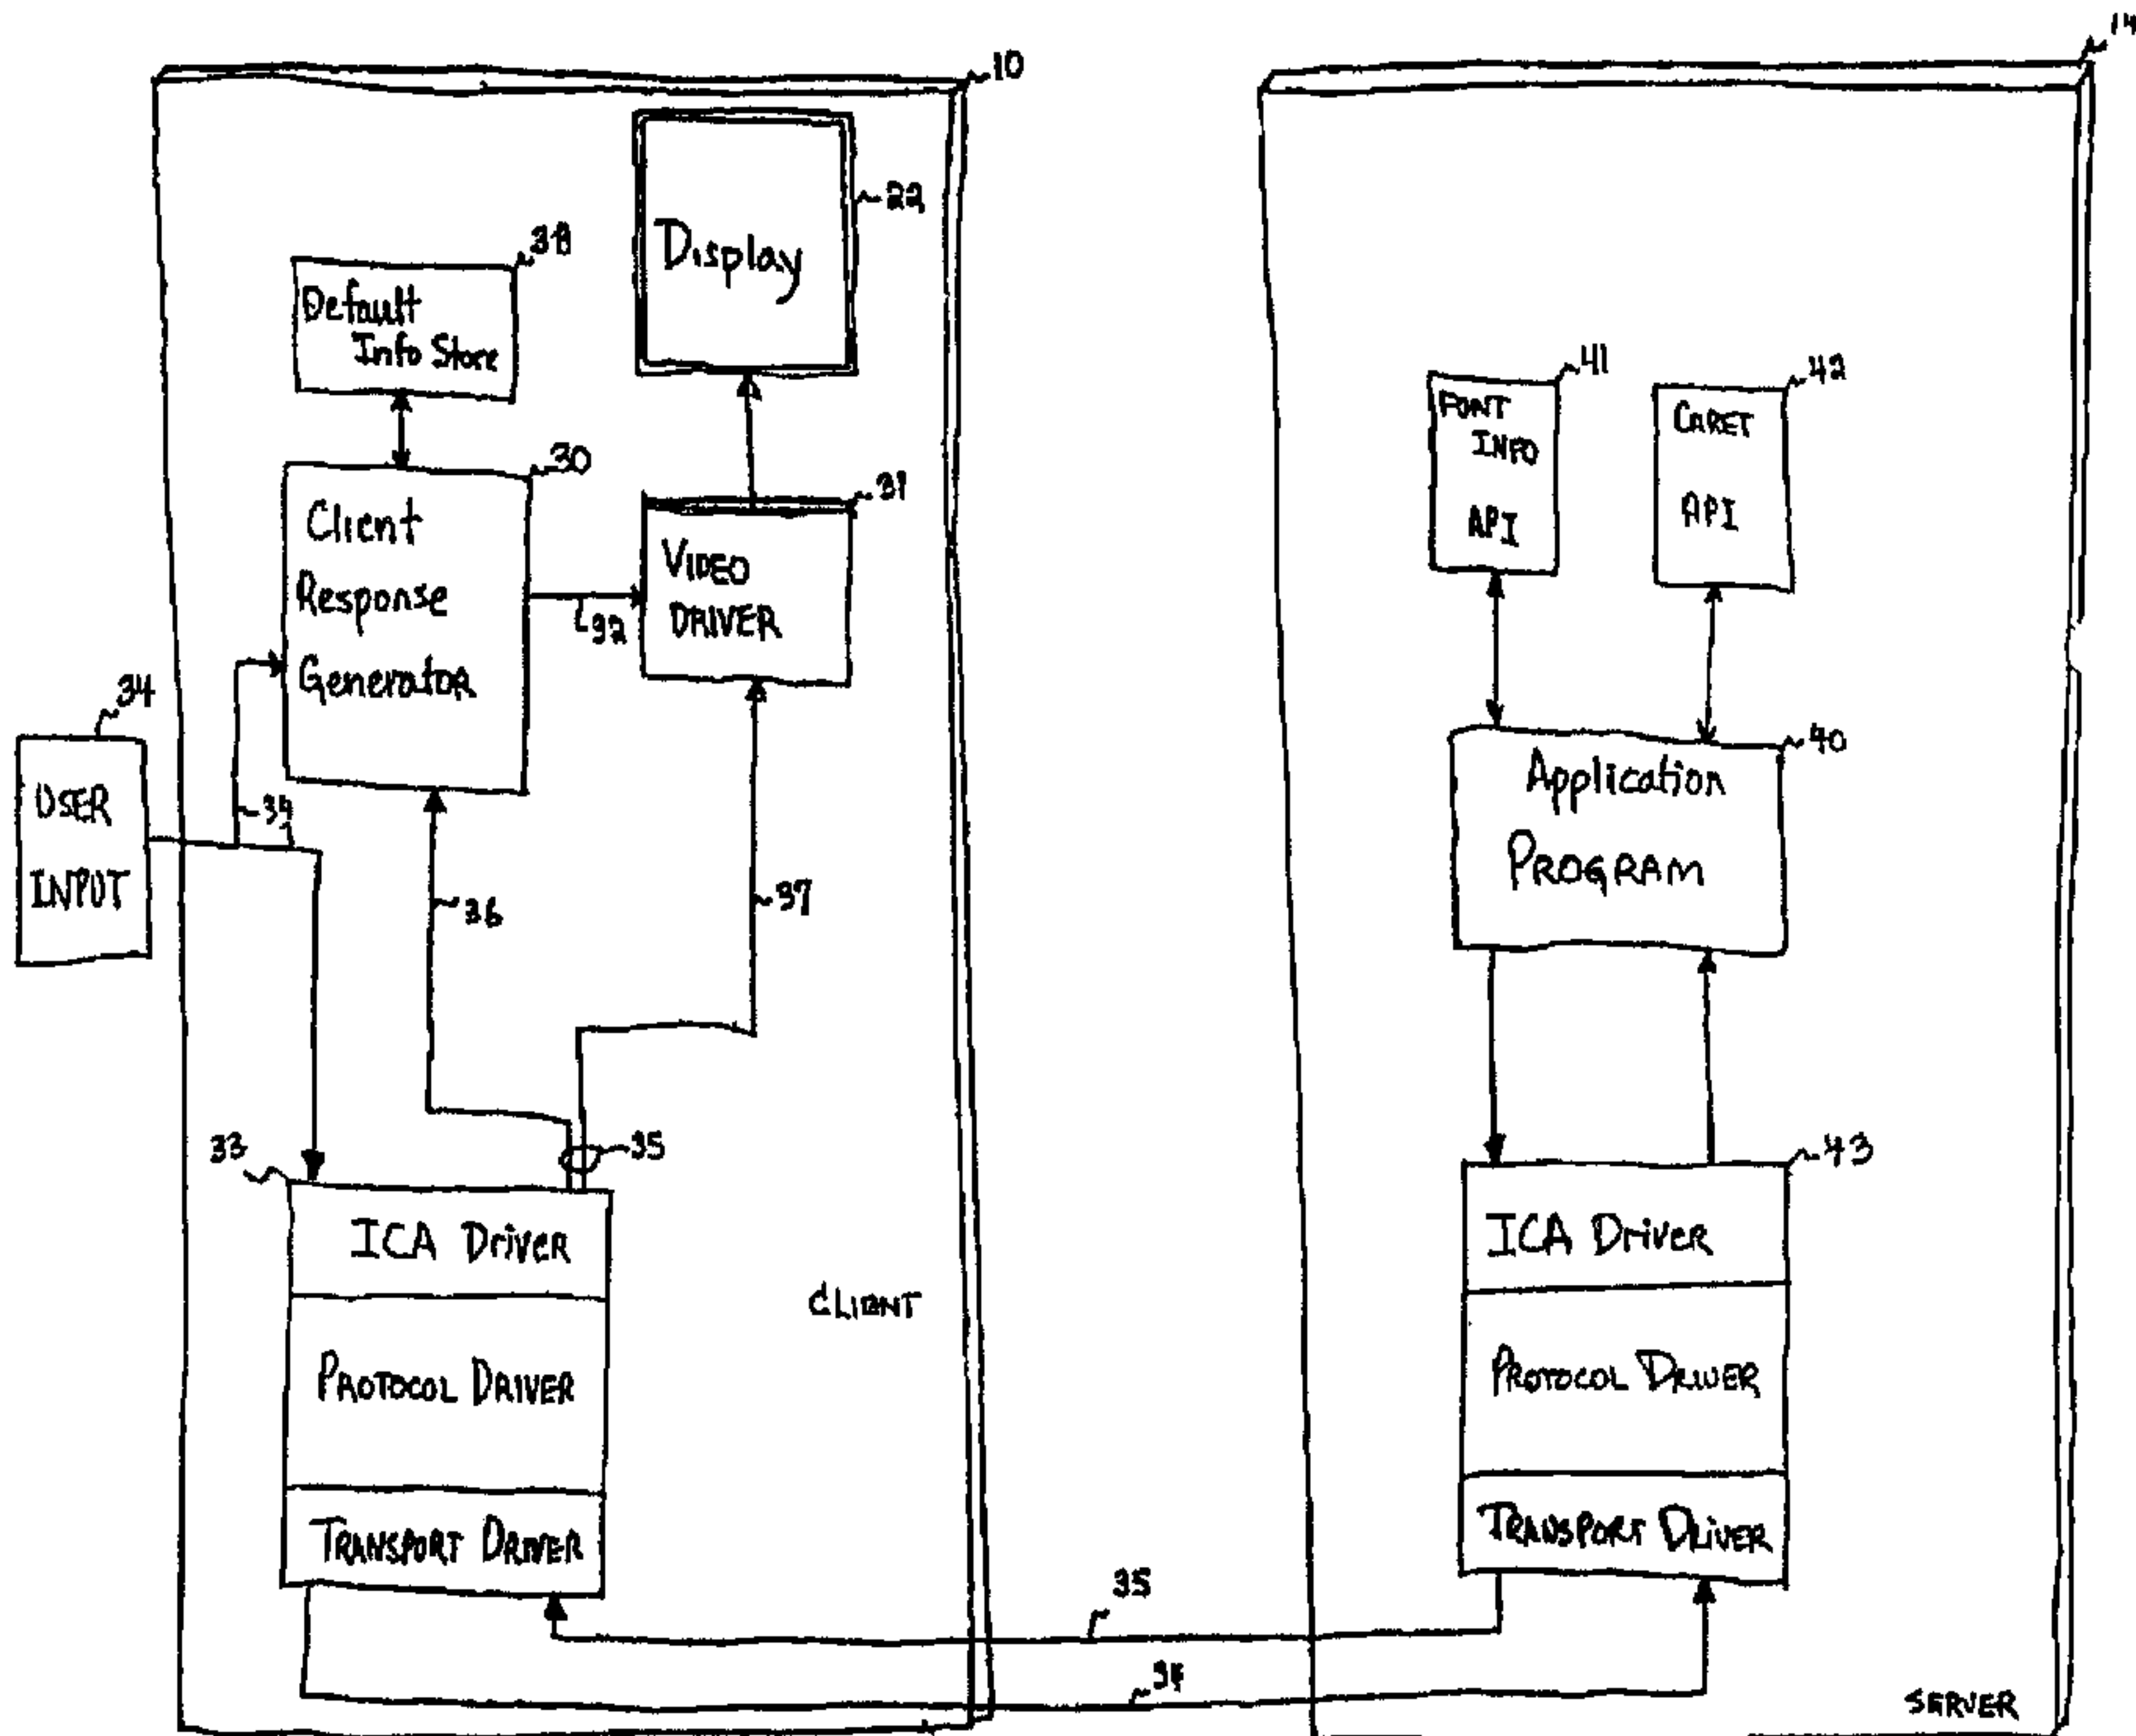 10
14
22
Display
38
Default
Info Store
41
FONT
INFO
API
42
CARET
API
30
Client
Response
Generator
31
VIDEO
DRIVER
32
34
USER
INPUT
34
40
Application
PROGRAM
36
37
33
35
ICA Driver
PROTOCOL DRIVER
TRANSPORT DRIVER
CLIENT
43
ICA Driver
PROTOCOL DRIVER
TRANSPORT DRIVER
35
34
SERVER